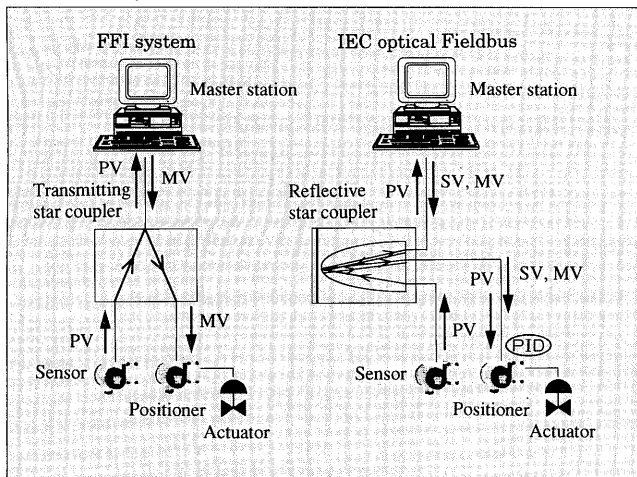 FFI system
Master station
PV
MV
Transmitting
star coupler
PV
MV
Sensor
Positioner
Actuator
IEC optical Fieldbus
Master station
PV
SV, MV
Reflective
star coupler
PV
SV, MV
PV
PID
Sensor
Positioner
Actuator